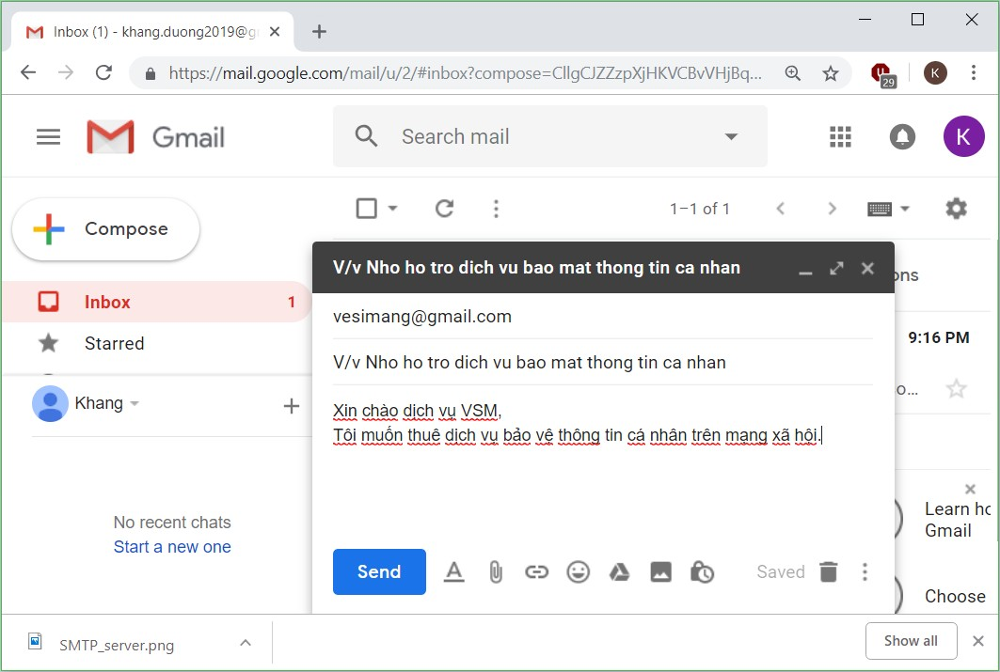 Inbox (1) - khang.duong2019@g
https://mail.google.com/mail/u/2/#inbox?compose=CllgCJZZzpXjHKVCBvVHjBq...
29
K
Gmail
Search mail
K
Compose
1–1 of 1
V/v Nho ho tro dich vu bao mat thong tin ca nhan
ons
Inbox 1
vesimang@gmail.com
9:16 PM
Starred
V/v Nho ho tro dich vu bao mat thong tin ca nhan
o...
Khang
Xin chào dịch vụ VSM,
Tôi muốn thuê dịch vụ bảo vệ thông tin cá nhân trên mạng xã hội.
No recent chats
Start a new one
Learn ho
Gmail
Send
Saved
Choose
SMTP_server.png
Show all